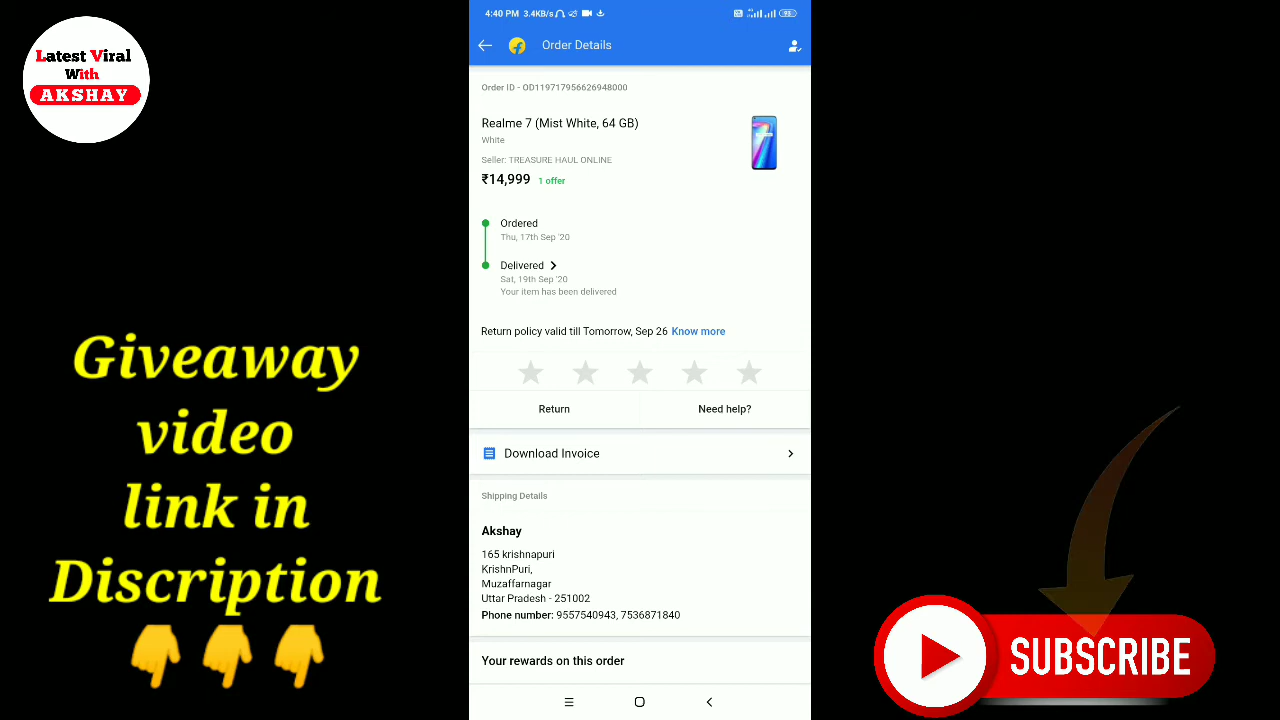 Latest Viral
With
AKSHAY
Giveaway
video
link in
Discription
4:40 PM 3.4KB/s
Order Details
Order ID - OD119717956626948000
Realme 7 (Mist White, 64 GB)
White
Seller: TREASURE HAUL ONLINE
₹14,999 1 offer
Ordered
Thu, 17th Sep '20
Delivered
Sat, 19th Sep '20
Your item has been delivered
Return policy valid till Tomorrow, Sep 26 Know more
Return Need help?
Download Invoice
Shipping Details
Akshay
165 krishnapuri
KrishnPuri,
Muzaffarnagar
Uttar Pradesh - 251002
Phone number: 9557540943, 7536871840
Your rewards on this order
SUBSCRIBE